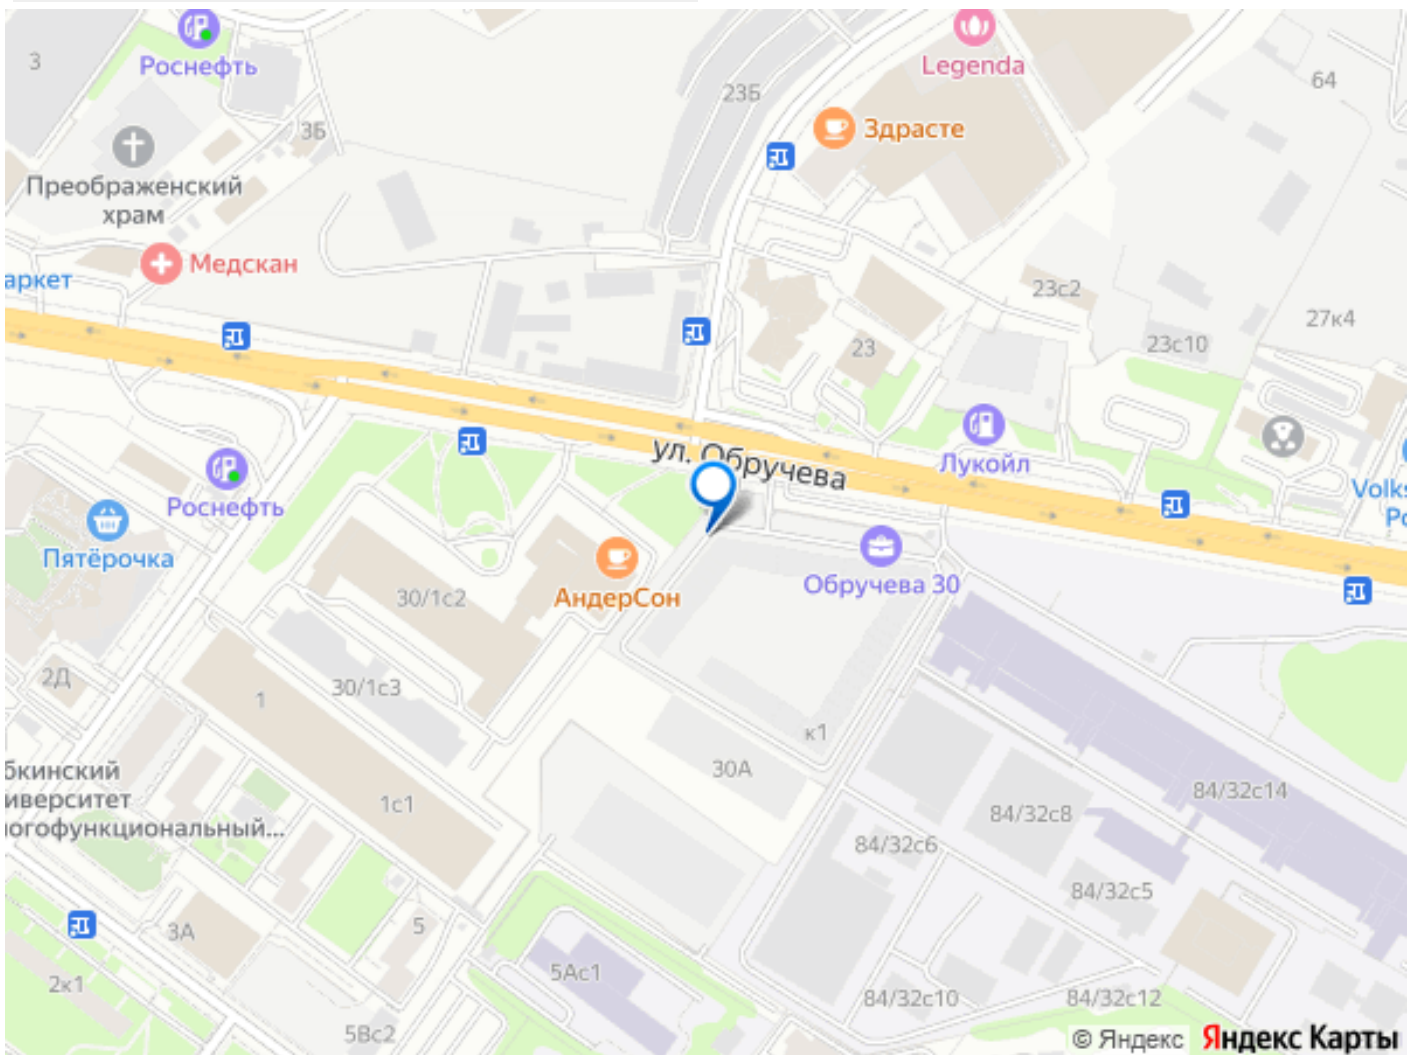 Роснефть
3
Legenda
64
23Б
Здрасте
3Б
Преображенский
храм
Медскан
аркет
23с2
27к4
23с10
23
ул. Обручева
Лукойл
Роснефть
Volks
Po
Пятёрочка
Обручева 30
АндерСон
30/1с2
2Д
30/1с3
1
к1
30А
84/32с14
бкинский
иверситет
огофункциональный...
1с1
84/32с8
84/32с6
84/32с5
5
3А
5Ас1
2к1
84/32с10
84/32с12
5Вс2
© Яндекс Яндекс Карты